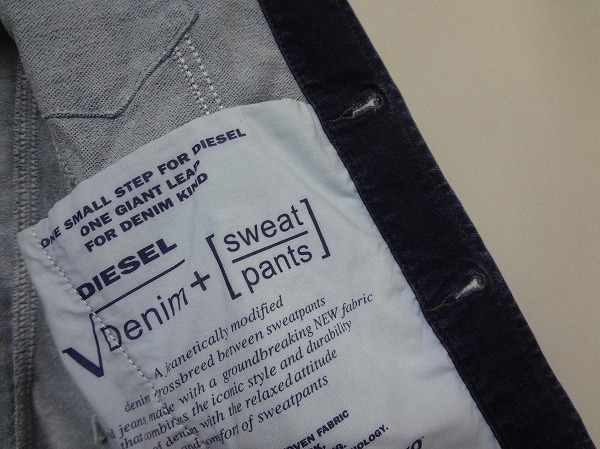 ONE SMALL STEP FOR DIESEL
ONE GIANT LEAP
FOR DENIM KIND
DIESEL
√Denim + [sweat
pants]
A jeanetically modified
denim crossbreed between sweatpants
and jeans made with a groundbreaking NEW fabric
that combines the iconic style and durability
of denim with the relaxed attitude
and comfort of sweatpants
WOVEN FABRIC